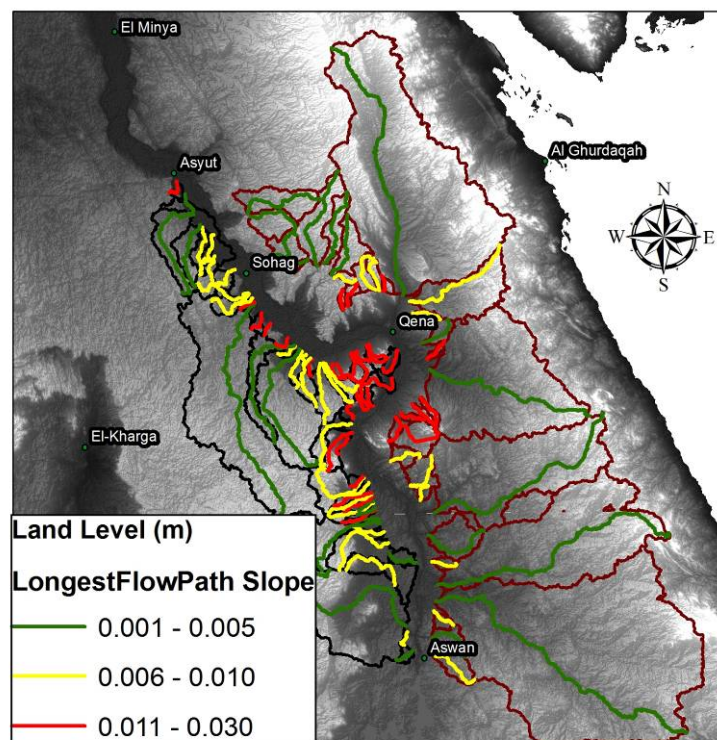 El Minya
Asyut
Al Ghurdaqah
N
W E
S
Sohag
Qena
El-Kharga
Land Level (m)
LongestFlowPath Slope
0.001 - 0.005
0.006 - 0.010
0.011 - 0.030
Aswan